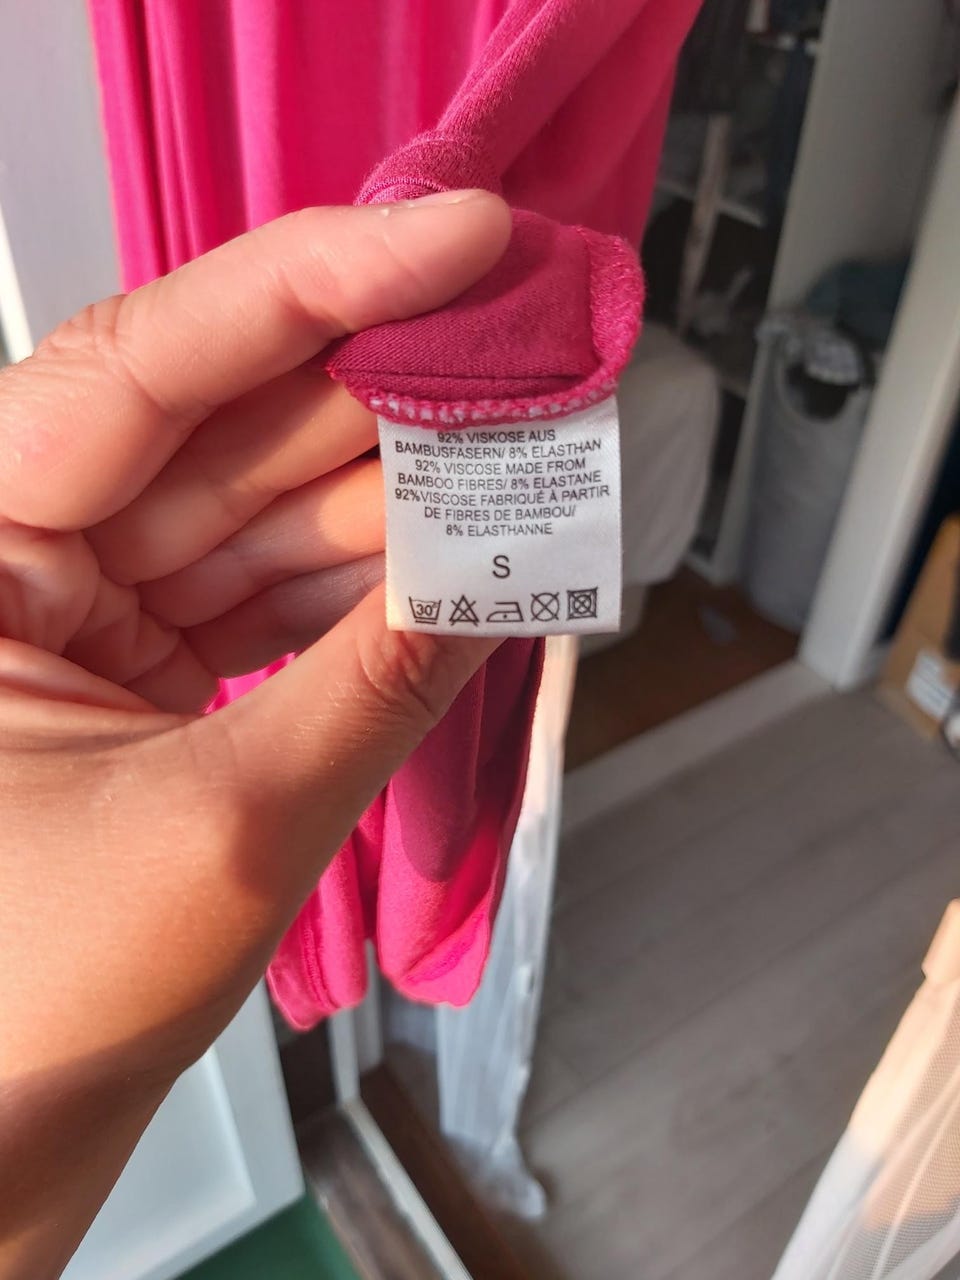 92% VISKOSE AUS
BAMBUSFASERN/ 8% ELASTHAN
92% VISCOSE MADE FROM
BAMBOO FIBRES/ 8% ELASTANE
92%VISCOSE FABRIQUÉ À PARTIR
DE FIBRES DE BAMBOU/
8% ELASTHANNE
S
30°